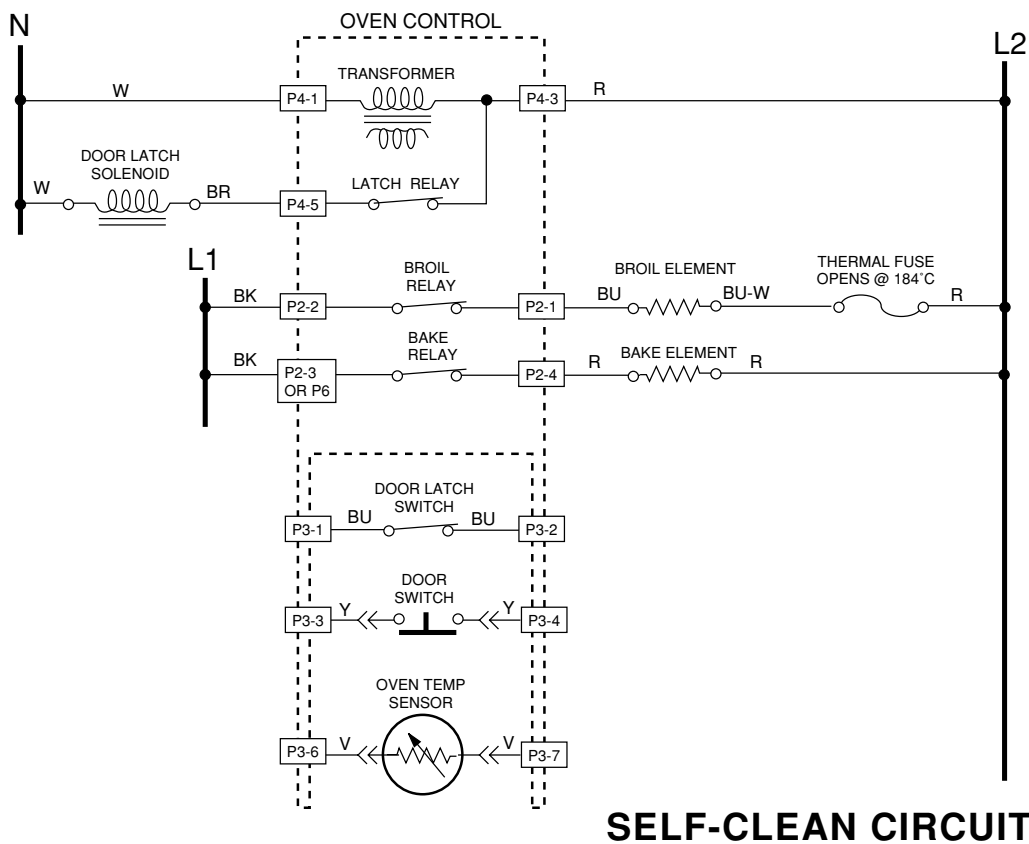 N
OVEN CONTROL
L2
TRANSFORMER
W
P4-1
P4-3
R
DOOR LATCH
SOLENOID
W
BR
P4-5
LATCH RELAY
L1
BROIL
RELAY
BROIL ELEMENT
THERMAL FUSE
OPENS @ 184˚C
BK
P2-2
P2-1
BU
BU-W
R
BAKE
RELAY
BAKE ELEMENT
BK
P2-3
OR P6
P2-4
R
R
DOOR LATCH
SWITCH
P3-1
BU
BU
P3-2
DOOR
SWITCH
P3-3
Y
Y
P3-4
OVEN TEMP
SENSOR
P3-6
V
V
P3-7
SELF-CLEAN CIRCUIT